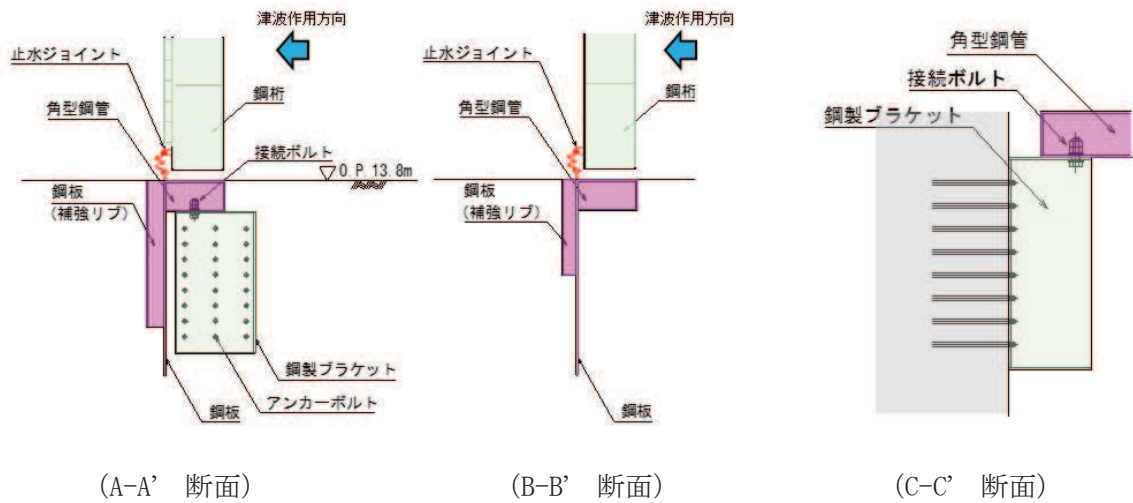 津波作用方向
止水ジョイント
鋼桁
角型鋼管
接続ボルト
O.P.13.8m
鋼板
(補強リブ)
鋼製ブラケット
アンカーボルト
鋼板
(A-A’ 断面)
津波作用方向
止水ジョイント
鋼桁
角型鋼管
鋼板
(補強リブ)
鋼板
(B-B’ 断面)
角型鋼管
接続ボルト
鋼製ブラケット
(C-C’ 断面)